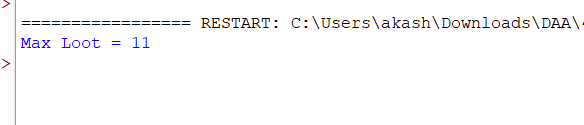 >
================= RESTART: C:\Users\akash\Downloads\DAA\
Max Loot = 11
>